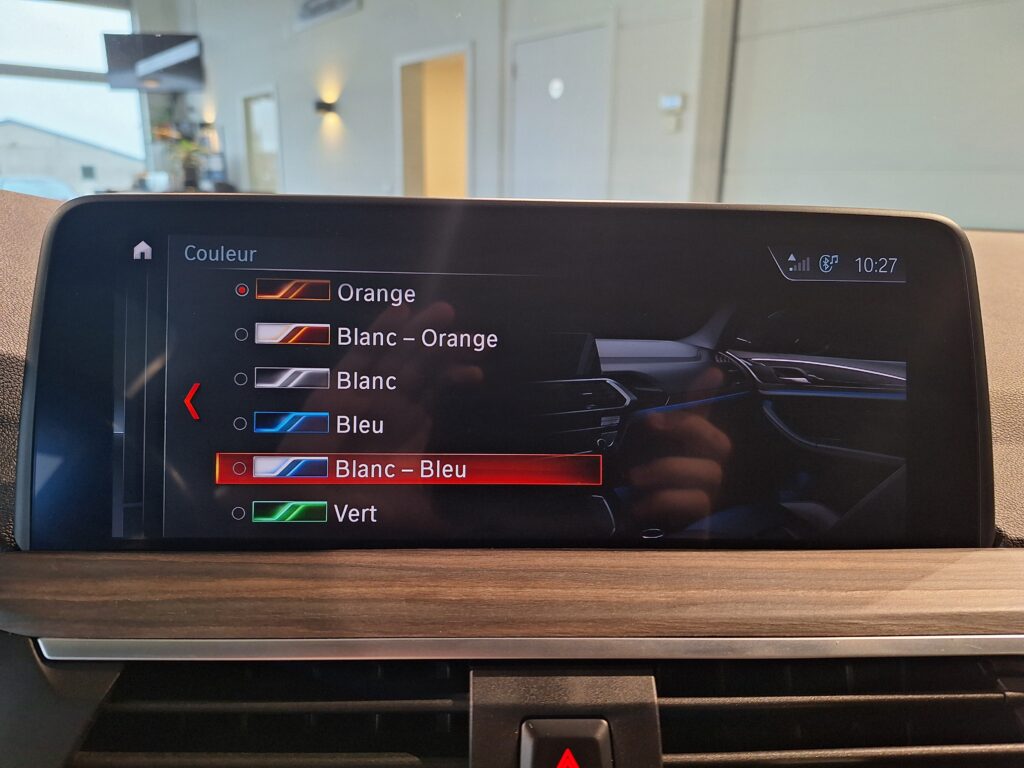 Couleur
10:27
Orange
Blanc – Orange
Blanc
Bleu
Blanc – Bleu
Vert